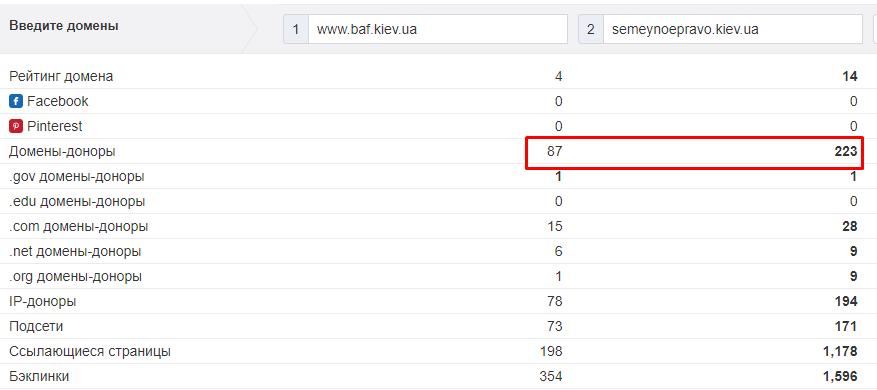 Введите домены 1 www.baf.kiev.ua 2 semeynoepravo.kiev.ua
Рейтинг домена 4 14
Facebook 0 0
Pinterest 0 0
Домены-доноры 87 223
.gov домены-доноры 1 1
.edu домены-доноры 0 0
.com домены-доноры 15 28
.net домены-доноры 6 9
.org домены-доноры 1 9
IP-доноры 78 194
Подсети 73 171
Ссылающиеся страницы 198 1,178
Бэклинки 354 1,596